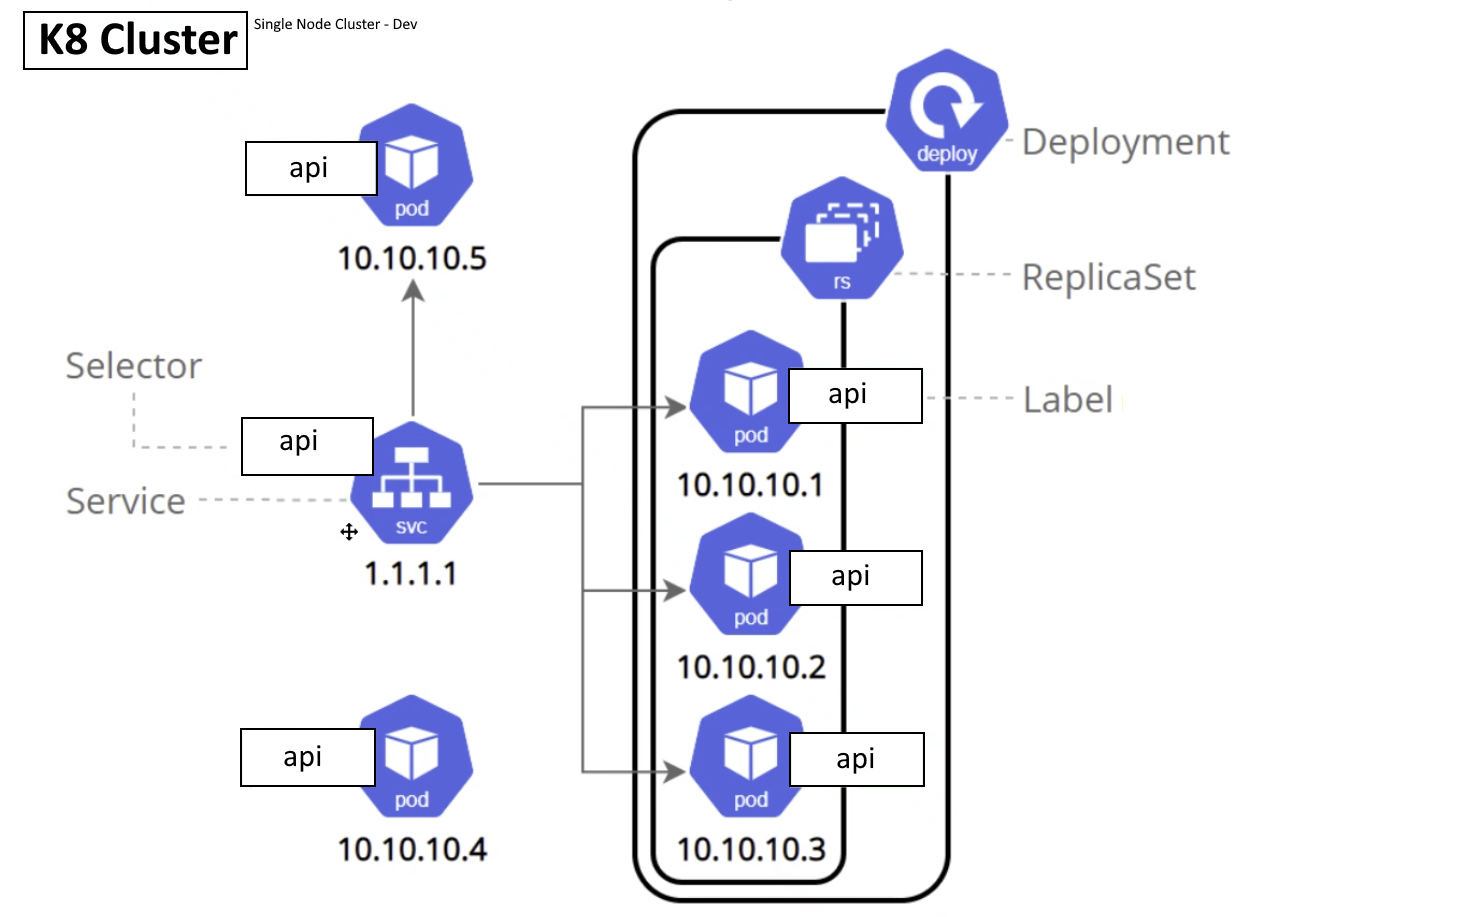 K8 Cluster
Single Node Cluster - Dev
deploy
Deployment
api
pod
10.10.10.5
rs
ReplicaSet
Selector
api
Service
svc
1.1.1.1
pod
api
Label
10.10.10.1
pod
api
10.10.10.2
api
pod
10.10.10.4
pod
api
10.10.10.3